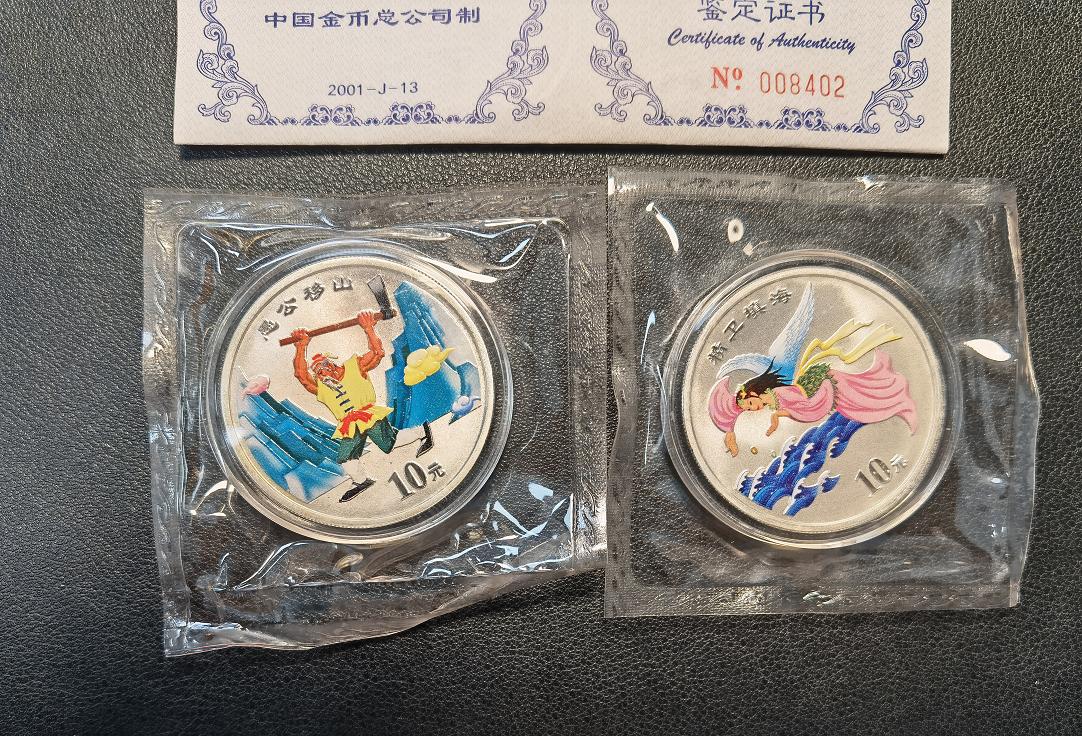 中国金币总公司制
2001-J-13
鉴定证书
Certificate of Authenticity
Nº 008402
愚公移山
10元
精卫填海
10元